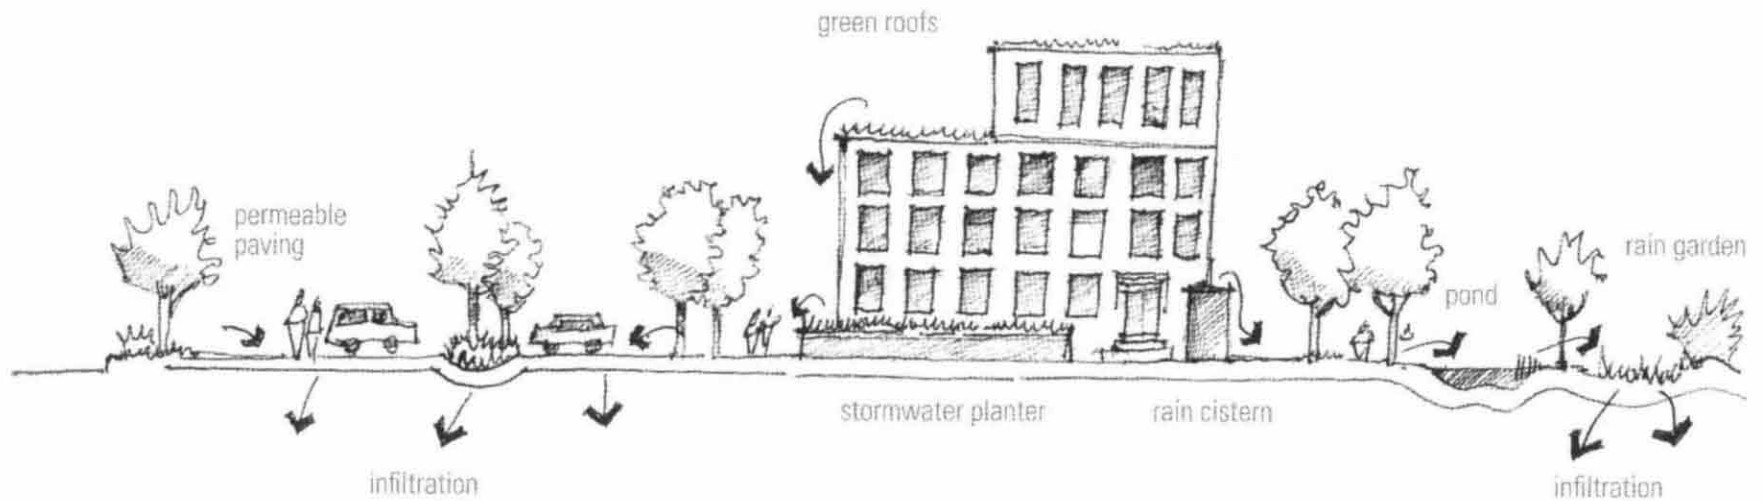 green roofs
permeable
paving
rain garden
pond
stormwater planter
rain cistern
infiltration
infiltration